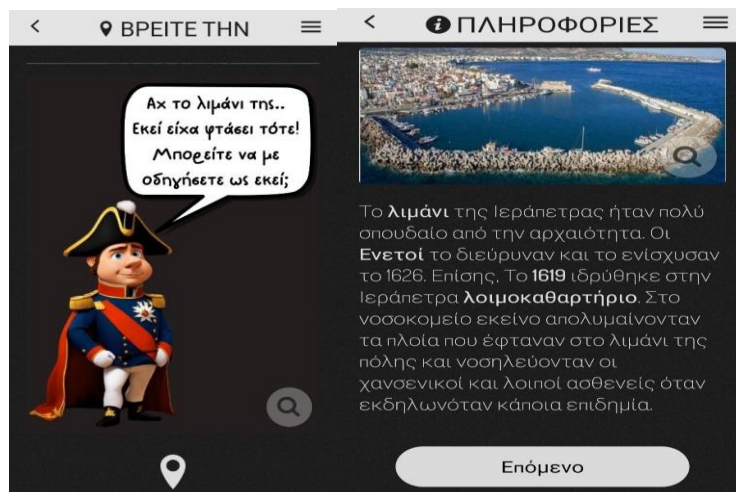 ΒΡΕΙΤΕ ΤΗΝ
Αχ το λιμάνι της..
Εκεί είχα φτάσει τότε!
Μπορείτε να με
οδηγήσετε ως εκεί;
ΠΛΗΡΟΦΟΡΙΕΣ
Το λιμάνι της Ιεράπετρας ήταν πολύ
σπουδαίο από την αρχαιότητα. Οι
Ενετοί το διεύρυναν και το ενίσχυσαν
το 1626. Επίσης, Το 1619 ιδρύθηκε στην
Ιεράπετρα λοιμοκαθαρτήριο. Στο
νοσοκομείο εκείνο απολυμαίνονταν
τα πλοία που έφταναν στο λιμάνι της
πόλης και νοσηλεύονταν οι
χανσενικοί και λοιποί ασθενείς όταν
εκδηλωνόταν κάποια επιδημία.
Επόμενο